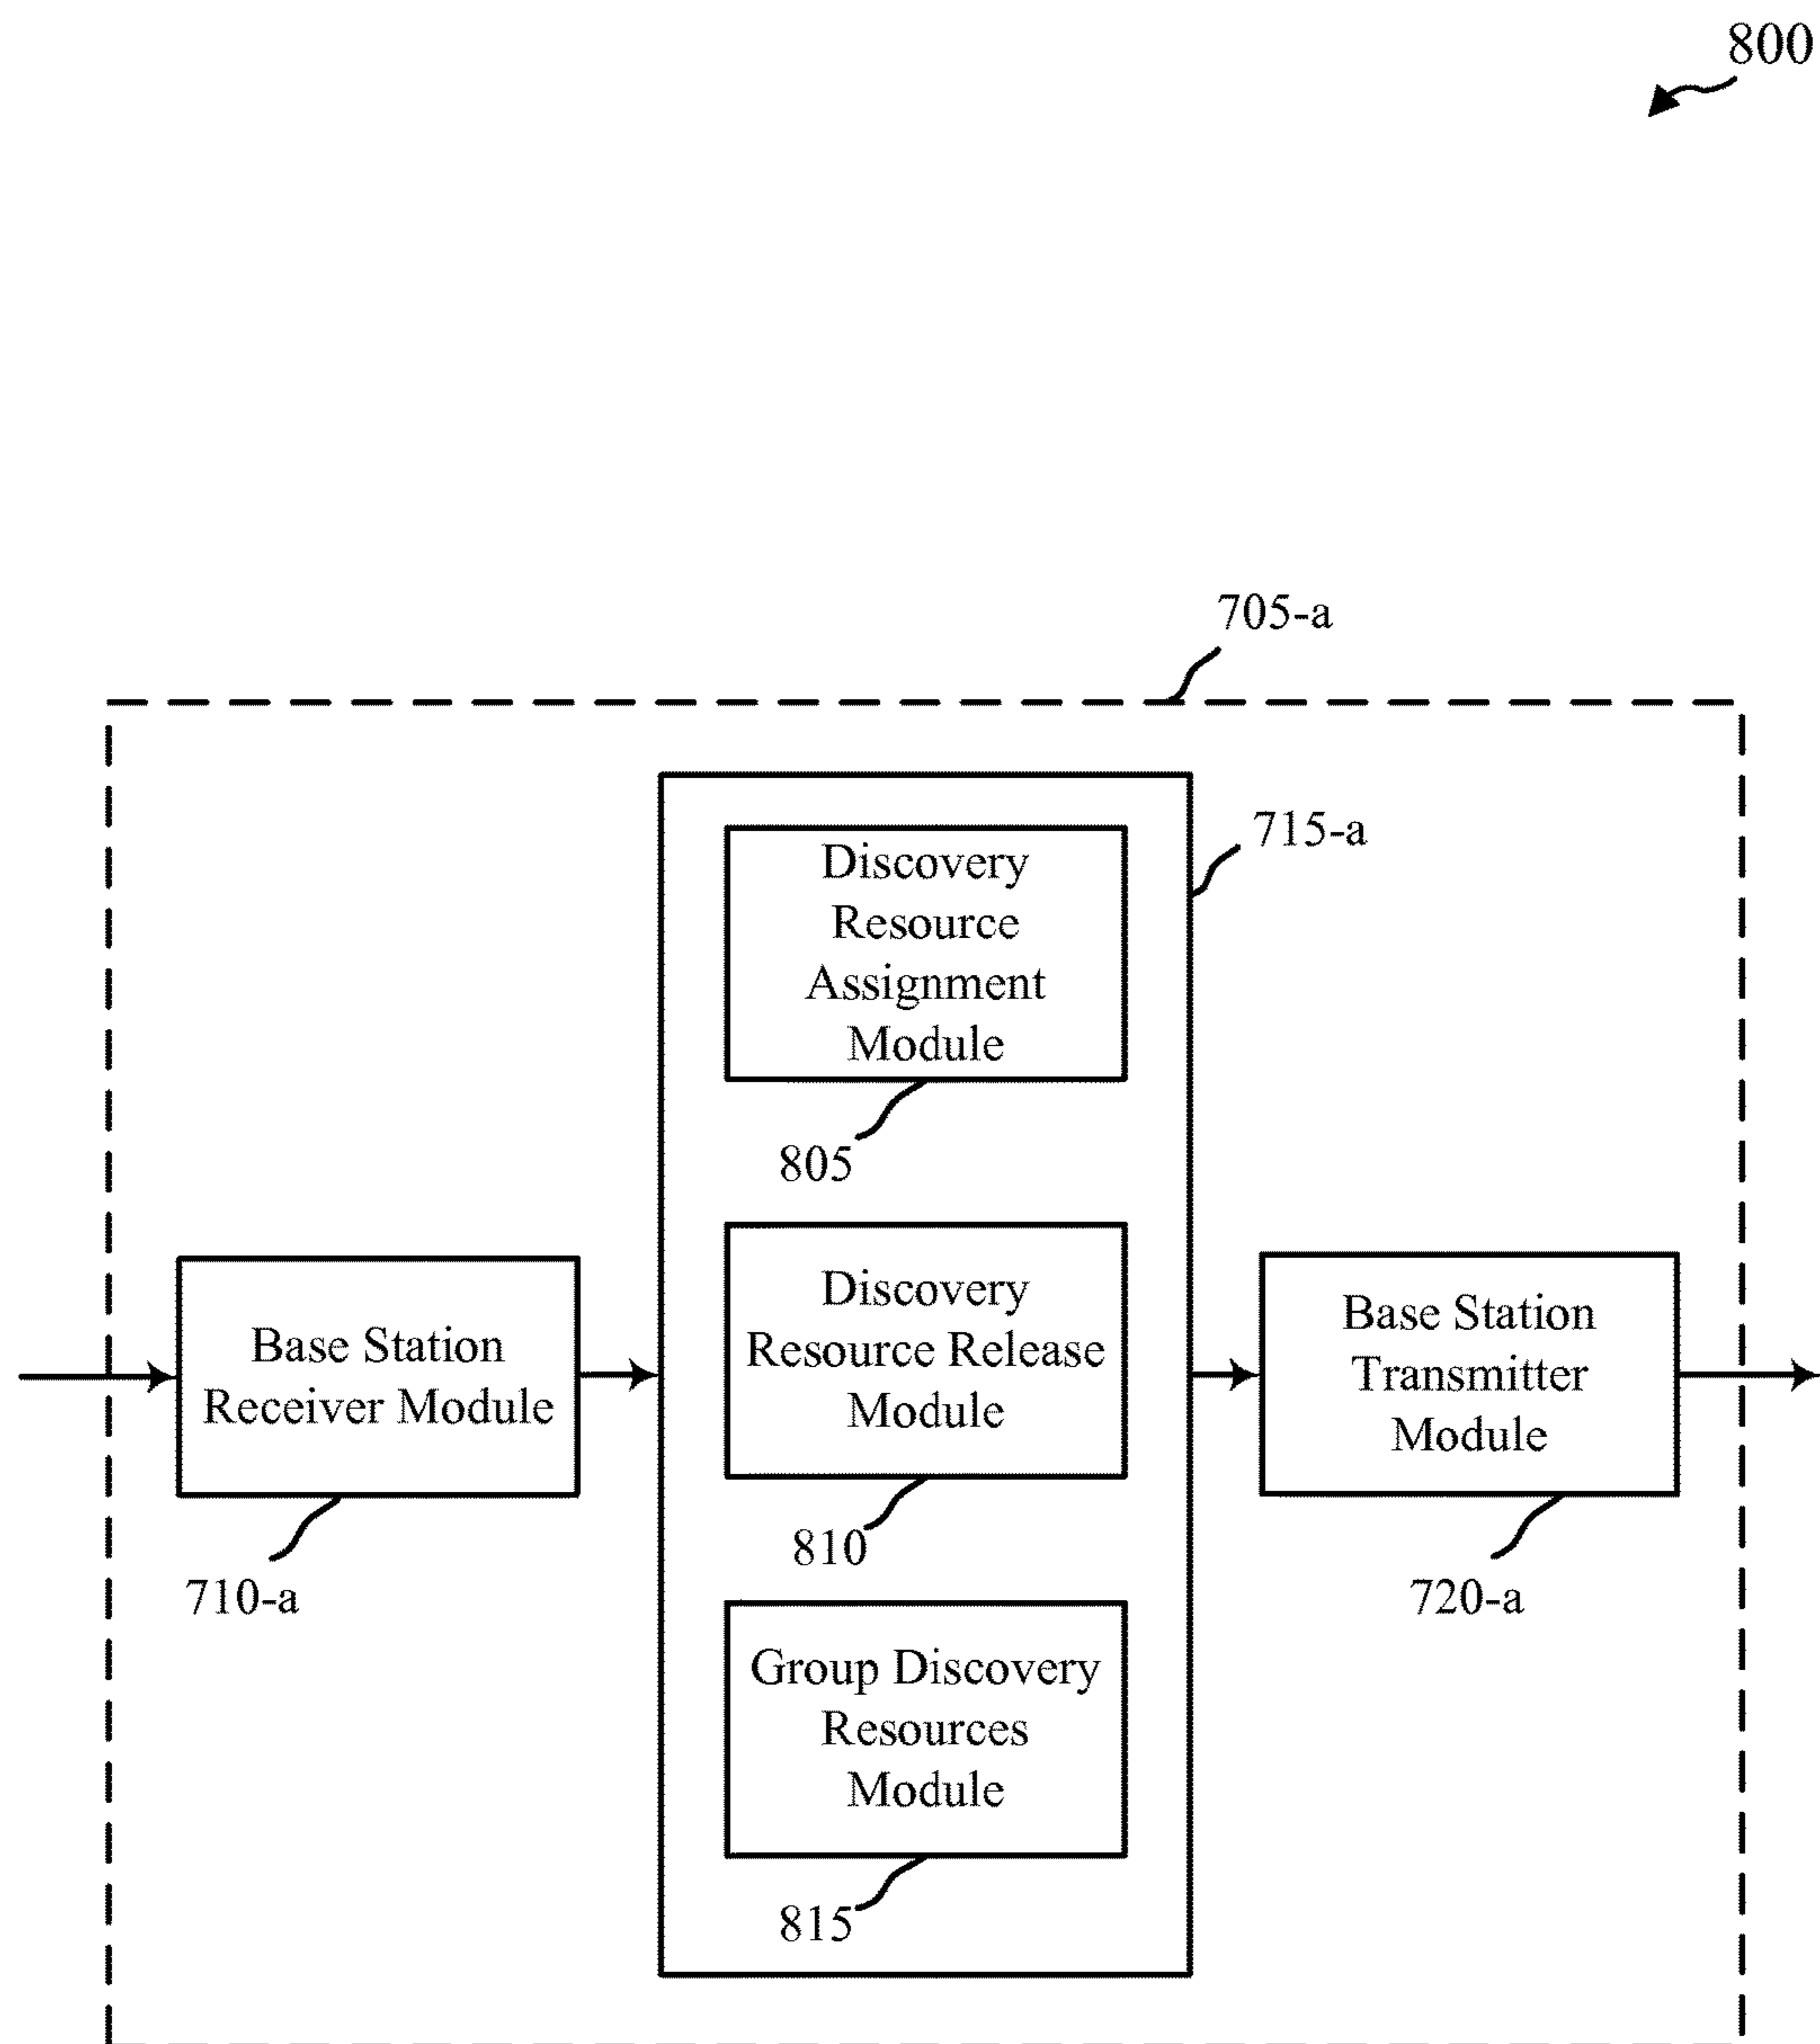 800
705-a
715-a
Discovery
Resource
Assignment
Module
805
Base Station
Receiver Module
710-a
Discovery
Resource Release
Module
810
Base Station
Transmitter
Module
720-a
Group Discovery
Resources
Module
815